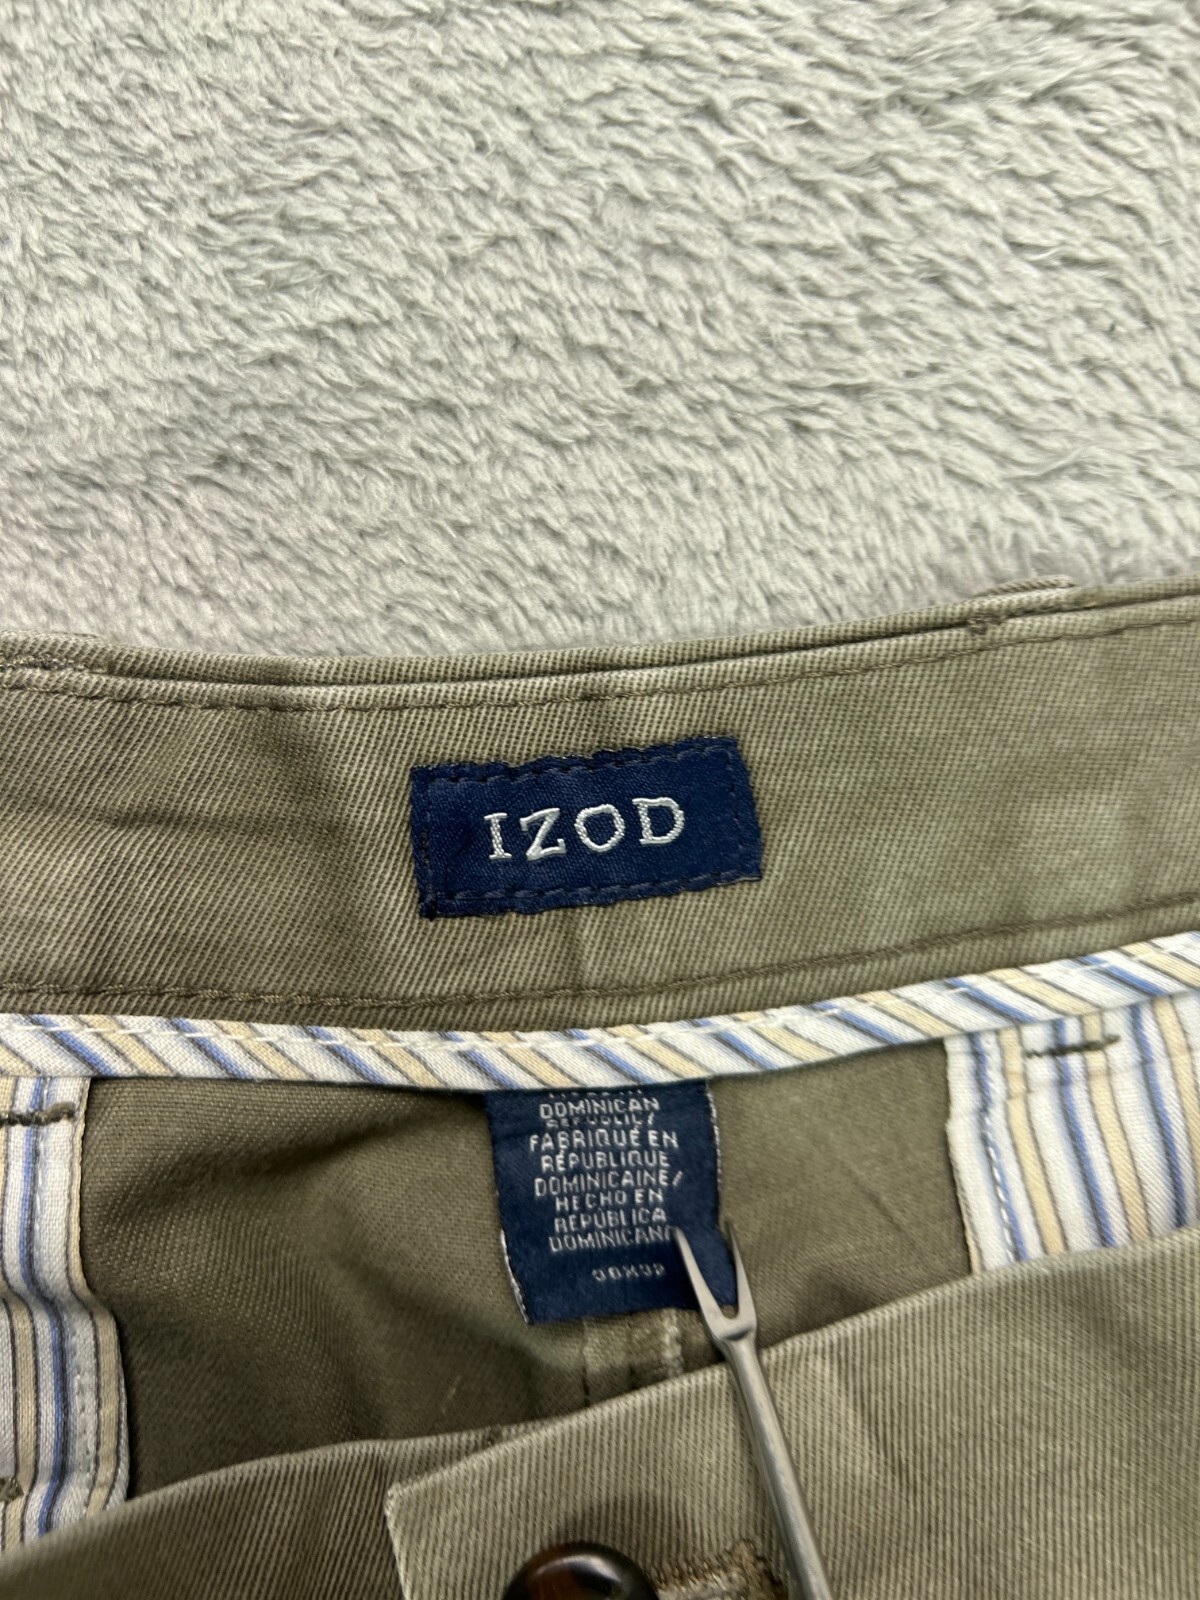 IZOD
DOMINICAN
REPUBLIC/
FABRIQUÉ EN
RÉPUBLIQUE
DOMINICAINE/
HECHO EN
REPÚBLICA
DOMINICANA